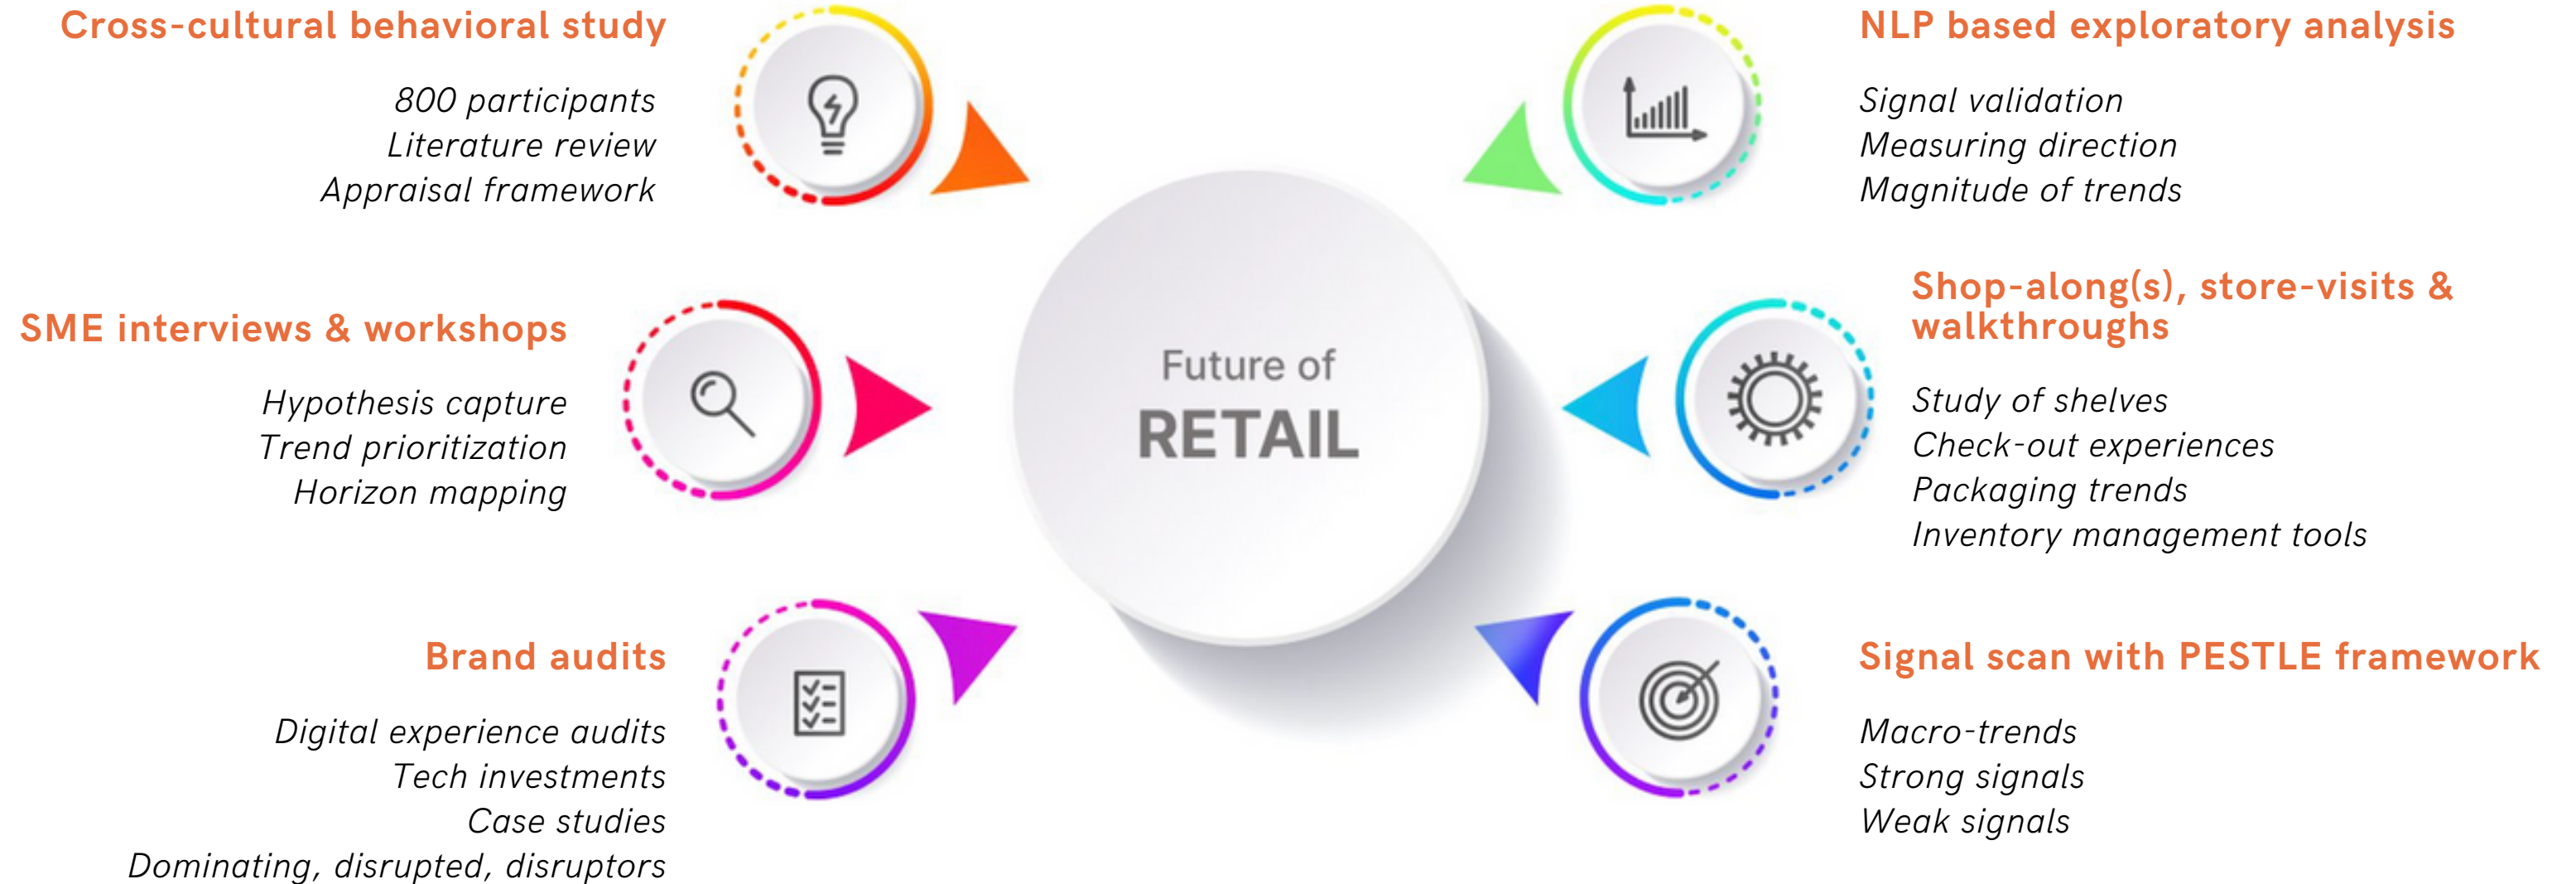 Cross-cultural behavioral study
800 participants
Literature review
Appraisal framework
SME interviews & workshops
Hypothesis capture
Trend prioritization
Horizon mapping
Brand audits
Digital experience audits
Tech investments
Case studies
Dominating, disrupted, disruptors
Future of
RETAIL
NLP based exploratory analysis
Signal validation
Measuring direction
Magnitude of trends
Shop-along(s), store-visits &
walkthroughs
Study of shelves
Check-out experiences
Packaging trends
Inventory management tools
Signal scan with PESTLE framework
Macro-trends
Strong signals
Weak signals